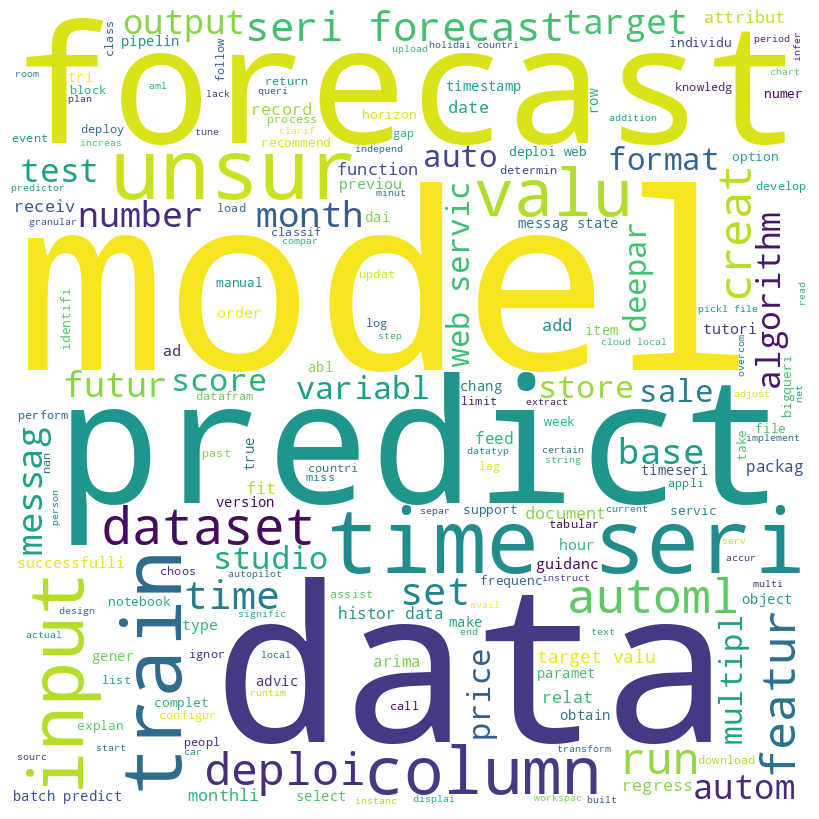 output
seri forecast
target
attribut
class
pipelin
follow
upload
holidai countri
individu
period
infer
forecast
room
tri
block
plan
aml
return
queri
lack
timestamp
date
knowledg
chart
numer
row
event
deploy
increas
record
process
clarif
recommend
tune
horizon
gap
independ
addition
test
unsur
auto
deploi web
format
option
predictor
function
previou
determin
develop
receiv
number
load
month
dai
minut
valu
creat
granular
classif
compar
web servic
messag state
deepar
algorithm
model
identifi
manual
updat
order
log
step
add
item
cloud local
pickl file
tutori
read
overcom
ad
abl
bigqueri
futur
score
datafram
variabl
chang
limit
extract
store
sale
adjust
net
perform
predict
week
feed
base
file
take
implement
messag
nan
person
past
true
countri
miss
datatyp
string
lag
certain
timeseri
appli
packag
fit
version
dataset
separ
support
document
current
servic
time seri
tabular
serv
accur
successfulli
choos
studio
hour
guidanc
autopilot
frequenc
instruct
multi
input
train
design
notebook
time
signific
assist
histor data
set
make
avail
automl
object
actual
type
data
end
text
gener
ignor
local
advic
runtim
arima
price
target valu
paramet
multipl
featur
list
complet
configur
call
relat
obtain
explan
start
car
peopl
sourc
deploi
column
transform
run
download
regress
autom
batch predict
monthli
select
instanc
displai
workspac
built